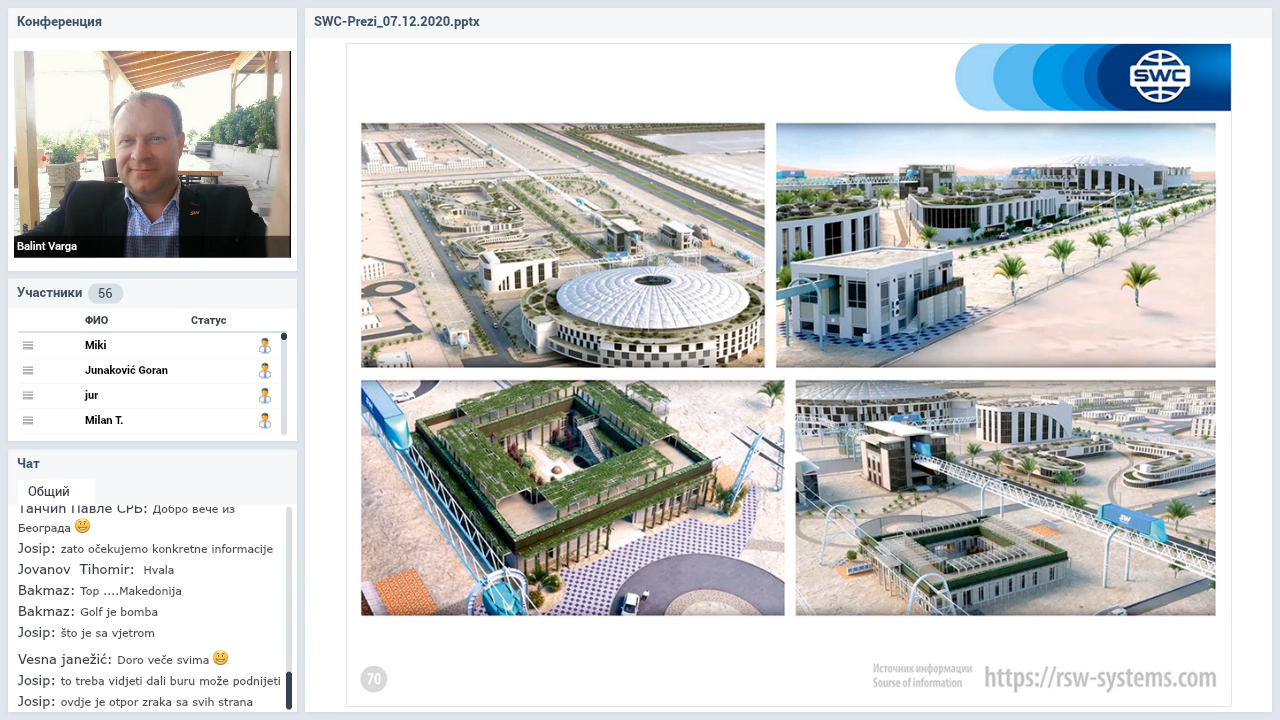 Конференция
Balint Varga
Участники 56
ФИО Статус
Miki
Junaković Goran
jur
Milan T.
Чат
Общий
Танчић Павле СРБ: Добро вече из
Београда
Josip: zato očekujemo konkretne informacije
Jovanov Tihomir: Hvala
Bakmaz: Top ....Makedonija
Bakmaz: Golf je bomba
Josip: što je sa vjetrom
Vesna janežić: Doro veče svima
Josip: to treba vidjeti dali buru može podnijeti
Josip: ovdje je otpor zraka sa svih strana
SWC-Prezi_07.12.2020.pptx
SWC
70
Источник информации
Sourse of information
https://rsw-systems.com